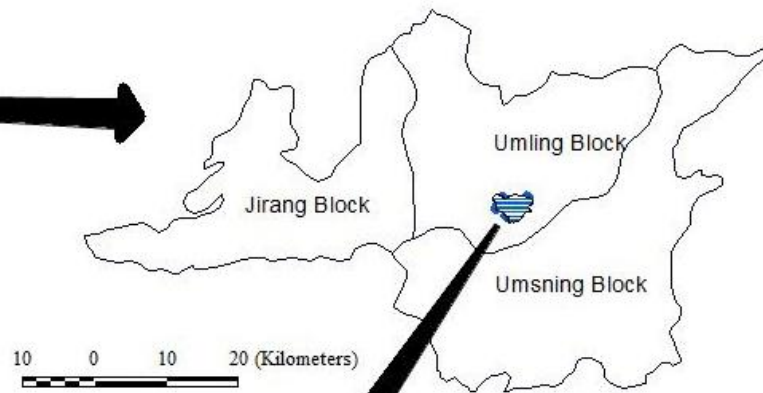 Umling Block
Jirang Block
Umsning Block
10 0 10 20 (Kilometers)